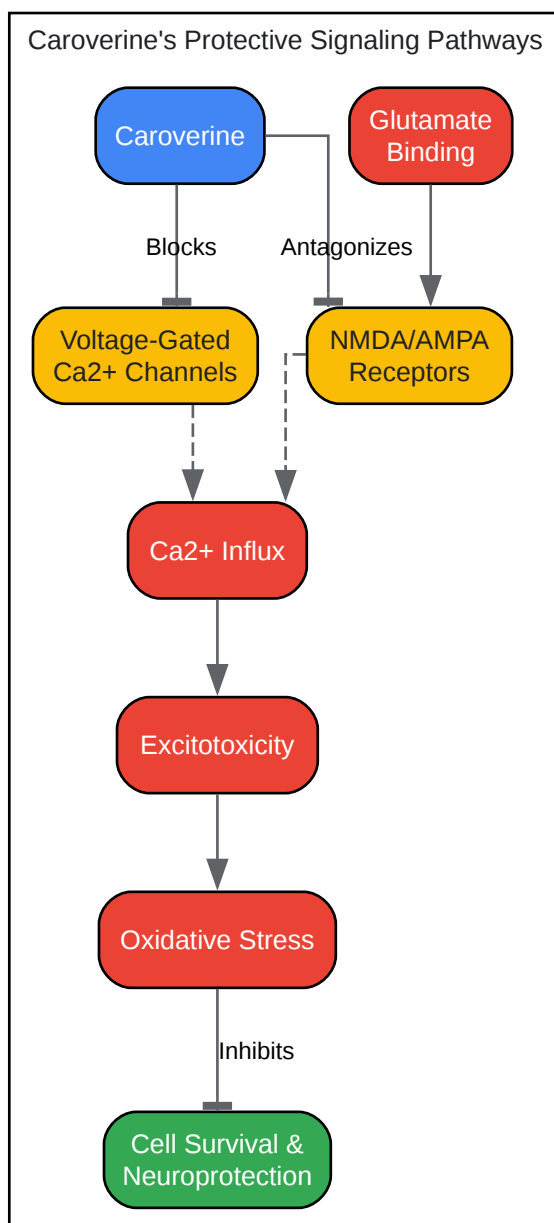 Caroverine's Protective Signaling Pathways
Caroverine
Glutamate
Binding
Blocks
Antagonizes
Voltage-Gated
Ca2+ Channels
NMDA/AMPA
Receptors
Ca2+ Influx
Excitotoxicity
Oxidative Stress
Inhibits
Cell Survival &
Neuroprotection